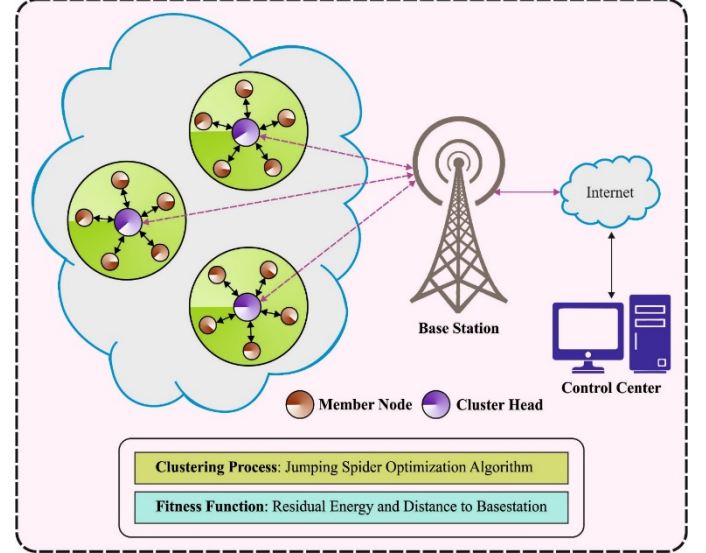 Internet
Base Station
Control Center
Member Node
Cluster Head
Clustering Process: Jumping Spider Optimization Algorithm
Fitness Function: Residual Energy and Distance to Basestation